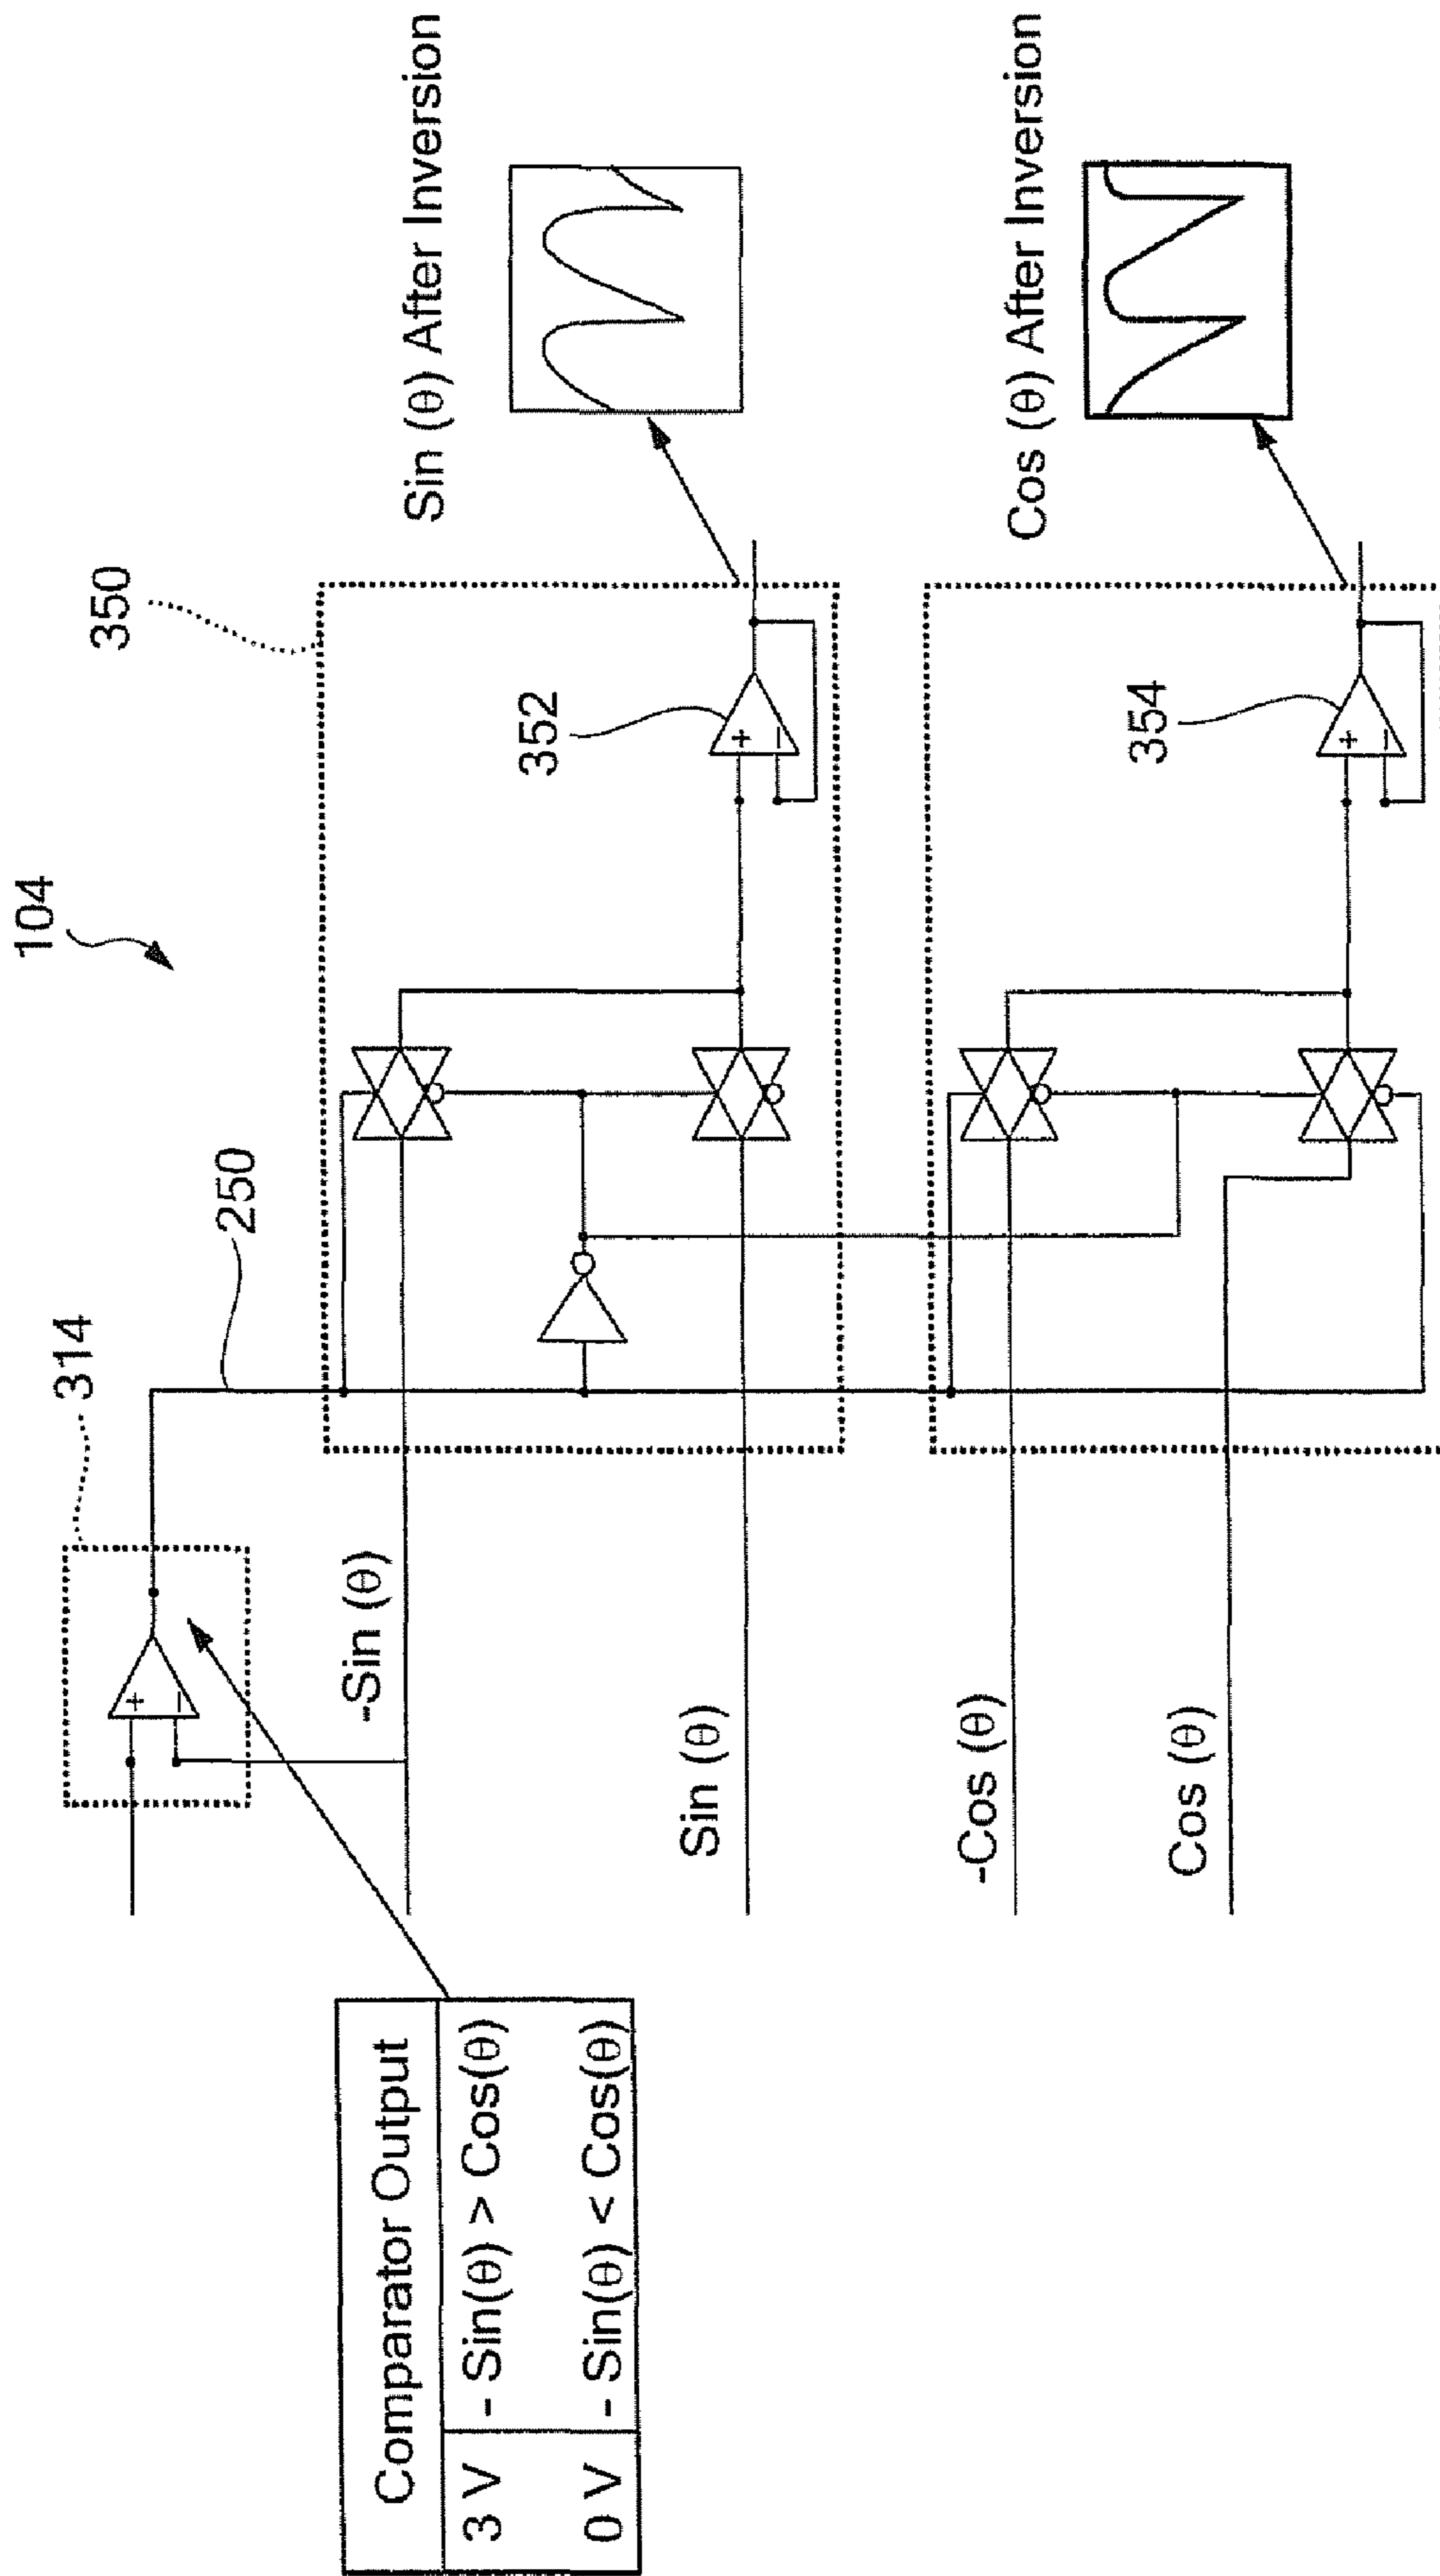 104
314
250
350
352
354
+
–
+
–
+
–
-Sin (θ)
Sin (θ)
-Cos (θ)
Cos (θ)
Sin (θ) After Inversion
Cos (θ) After Inversion
Comparator Output
3 V - Sin(θ) > Cos(θ)
0 V - Sin(θ) < Cos(θ)